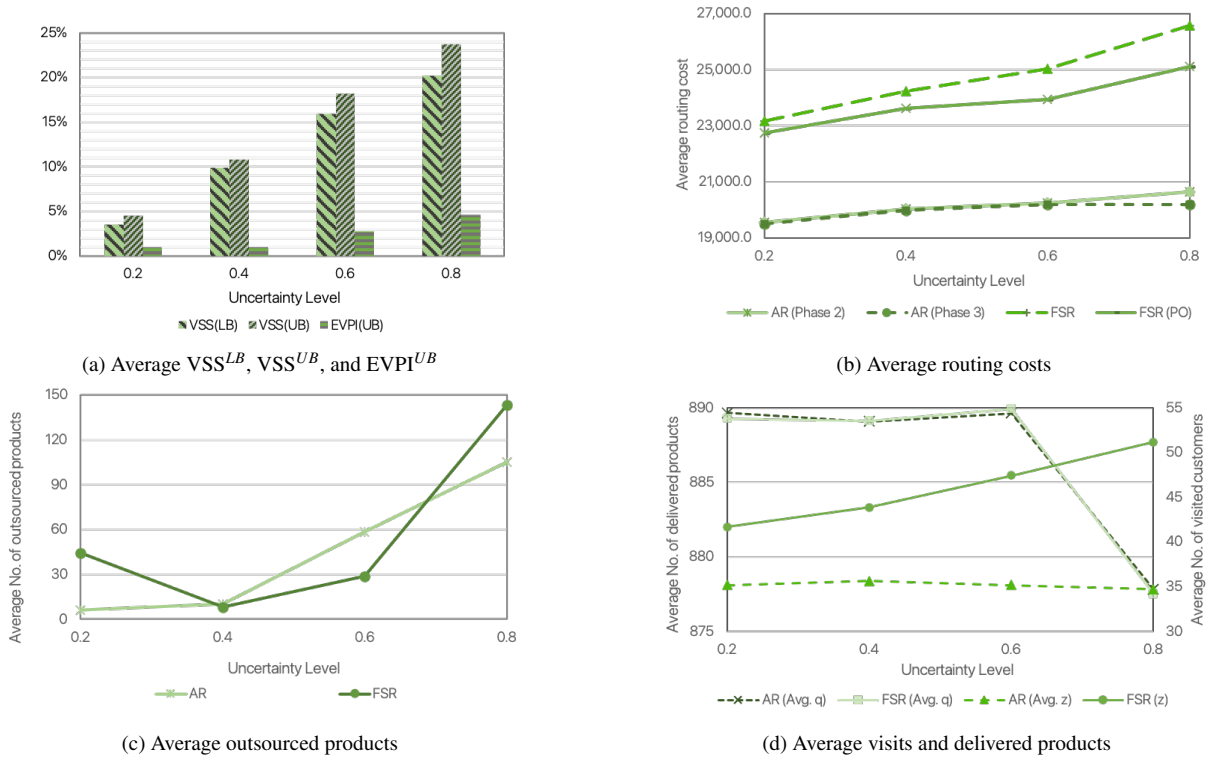 25%
20%
15%
10%
5%
0%
0.2 0.4 0.6 0.8
Uncertainty Level
VSS(LB) VSS(UB) EVPI(UB)
(a) Average VSS^LB, VSS^UB, and EVPI^UB
Average routing cost
27,000.0
25,000.0
23,000.0
21,000.0
19,000.0
0.2 0.4 0.6 0.8
Uncertainty Level
AR (Phase 2) AR (Phase 3) FSR FSR (PO)
(b) Average routing costs
Average No. of outsourced products
150
120
90
60
30
0
0.2 0.4 0.6 0.8
Uncertainty Level
AR FSR
(c) Average outsourced products
Average No. of delivered products
890
885
880
875
55
50
45
40
35
30
Average No. of visited customers
0.2 0.4 0.6 0.8
Uncertainty Level
AR (Avg. q) FSR (Avg. q) AR (Avg. z) FSR (z)
(d) Average visits and delivered products